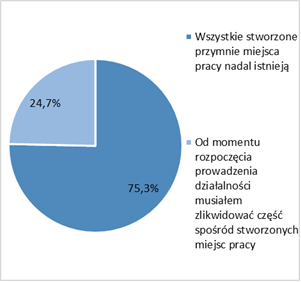 Wszystkie stworzone
przymnie miejsca
pracy nadal istnieją
24,7%
75,3%
Od momentu
rozpoczęcia
prowadzenia
działalności
musiałem
zlikwidować część
spośród stworzonych
miejsc pracy